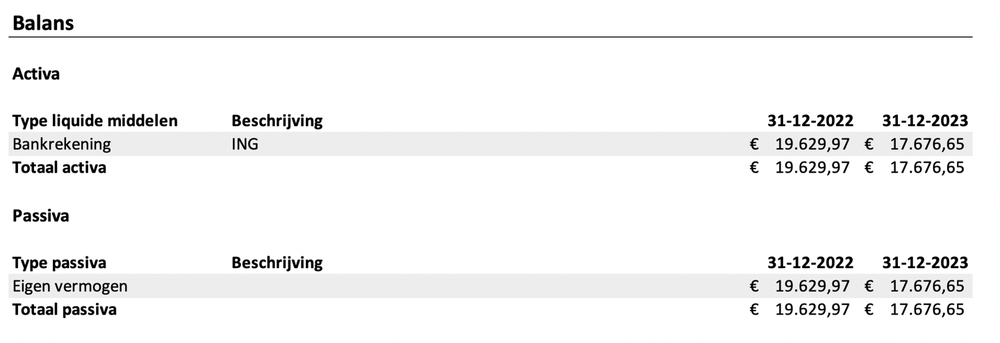 Balans
Activa
Type liquide middelen Beschrijving 31-12-2022 31-12-2023
Bankrekening ING € 19.629,97 € 17.676,65
Totaal activa € 19.629,97 € 17.676,65
Passiva
Type passiva Beschrijving 31-12-2022 31-12-2023
Eigen vermogen € 19.629,97 € 17.676,65
Totaal passiva € 19.629,97 € 17.676,65